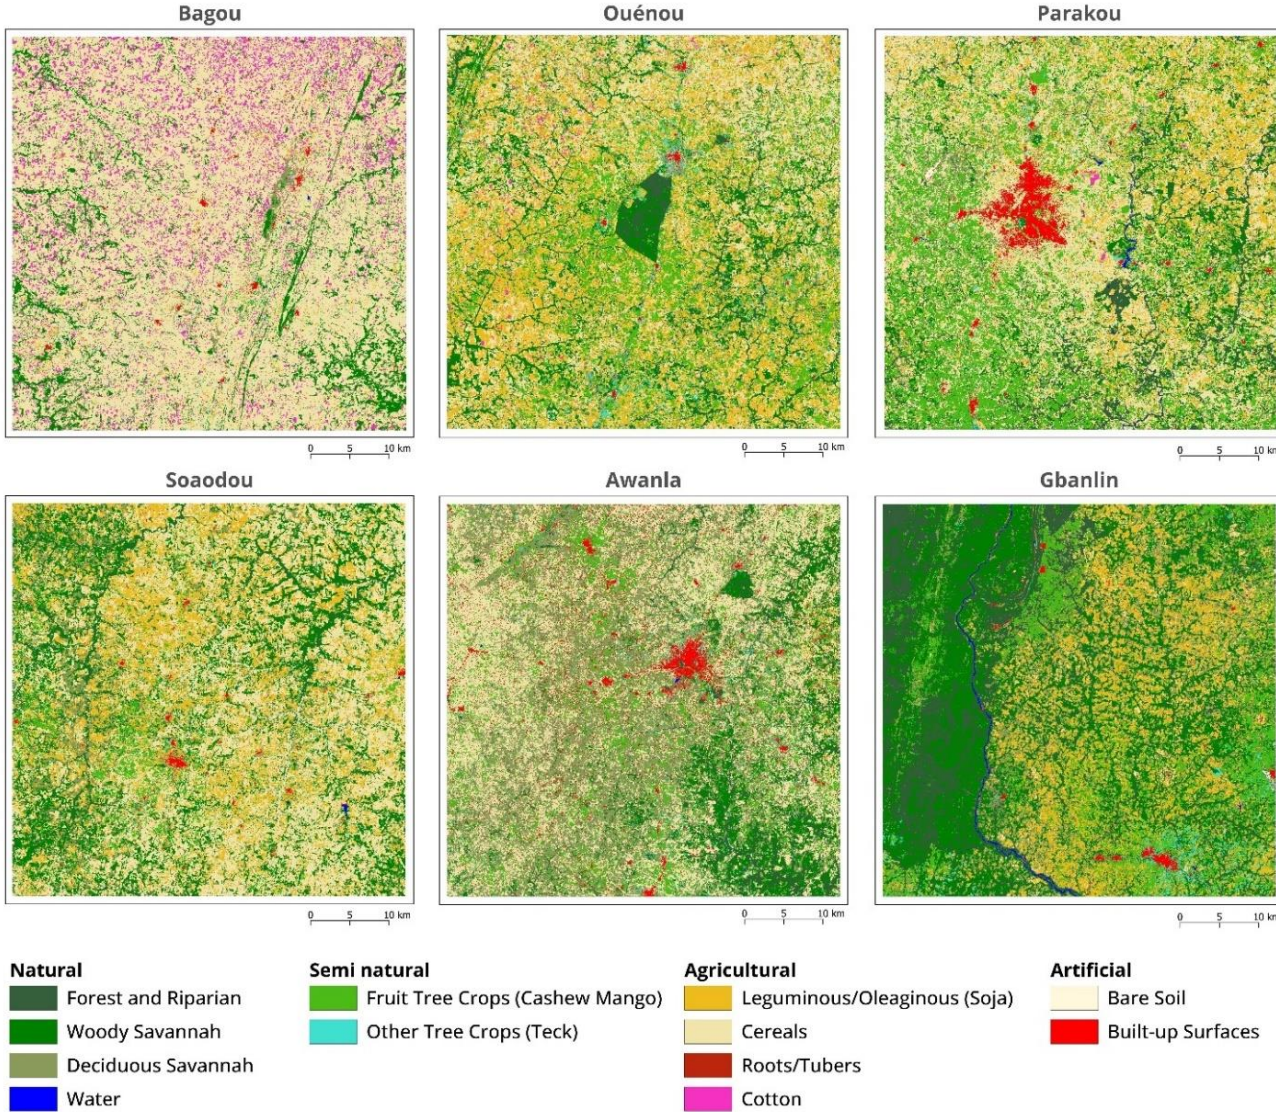 Bagou
Ouénou
Parakou
0 5 10 km
0 5 10 km
0 5 10 km
Soaodou
Awanla
Gbanlin
0 5 10 km
0 5 10 km
0 5 10 km
Natural
Forest and Riparian
Woody Savannah
Deciduous Savannah
Water
Semi natural
Fruit Tree Crops (Cashew Mango)
Other Tree Crops (Teck)
Agricultural
Leguminous/Oleaginous (Soja)
Cereals
Roots/Tubers
Cotton
Artificial
Bare Soil
Built-up Surfaces